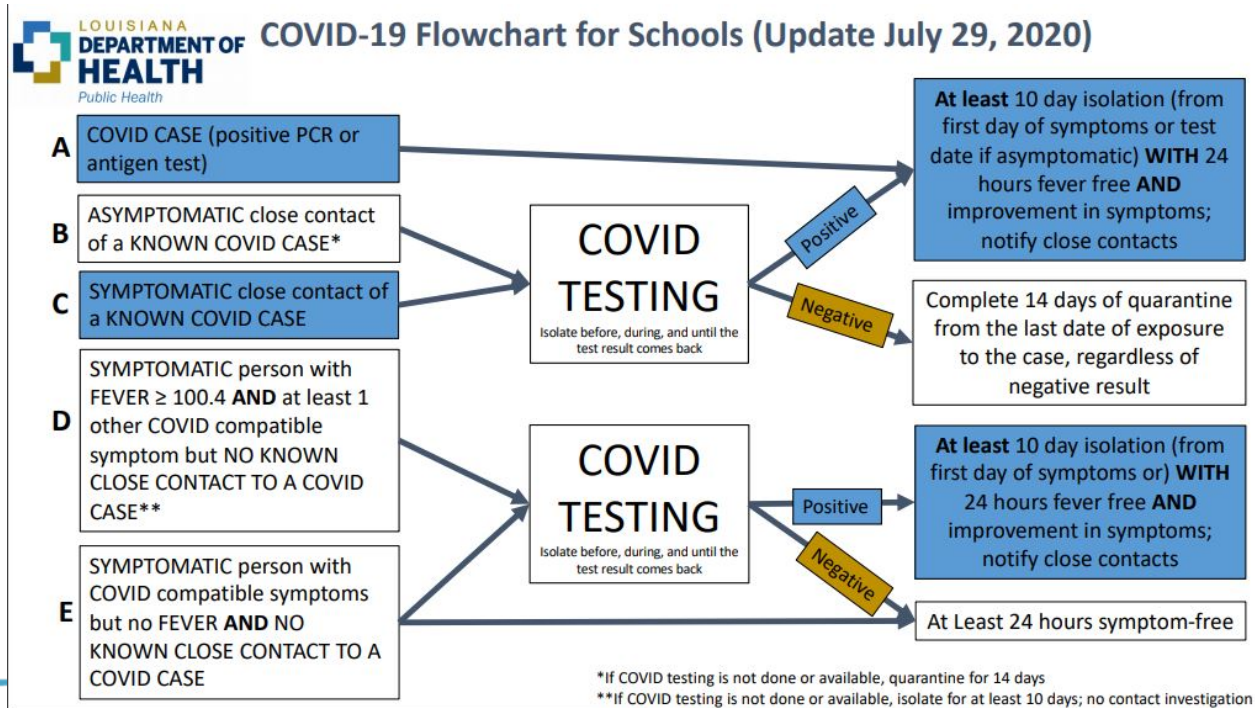 LOUISIANA
DEPARTMENT OF
HEALTH
Public Health
COVID-19 Flowchart for Schools (Update July 29, 2020)
A
COVID CASE (positive PCR or
antigen test)
B
ASYMPTOMATIC close contact
of a KNOWN COVID CASE*
C
SYMPTOMATIC close contact of
a KNOWN COVID CASE
D
SYMPTOMATIC person with
FEVER ≥ 100.4 AND at least 1
other COVID compatible
symptom but NO KNOWN
CLOSE CONTACT TO A COVID
CASE**
E
SYMPTOMATIC person with
COVID compatible symptoms
but no FEVER AND NO
KNOWN CLOSE CONTACT TO A
COVID CASE
COVID
TESTING
Isolate before, during, and until the
test result comes back
Positive
Negative
At least 10 day isolation (from
first day of symptoms or test
date if asymptomatic) WITH 24
hours fever free AND
improvement in symptoms;
notify close contacts
Complete 14 days of quarantine
from the last date of exposure
to the case, regardless of
negative result
COVID
TESTING
Isolate before, during, and until the
test result comes back
Positive
Negative
At least 10 day isolation (from
first day of symptoms or) WITH
24 hours fever free AND
improvement in symptoms;
notify close contacts
At Least 24 hours symptom-free
*If COVID testing is not done or available, quarantine for 14 days
**If COVID testing is not done or available, isolate for at least 10 days; no contact investigation